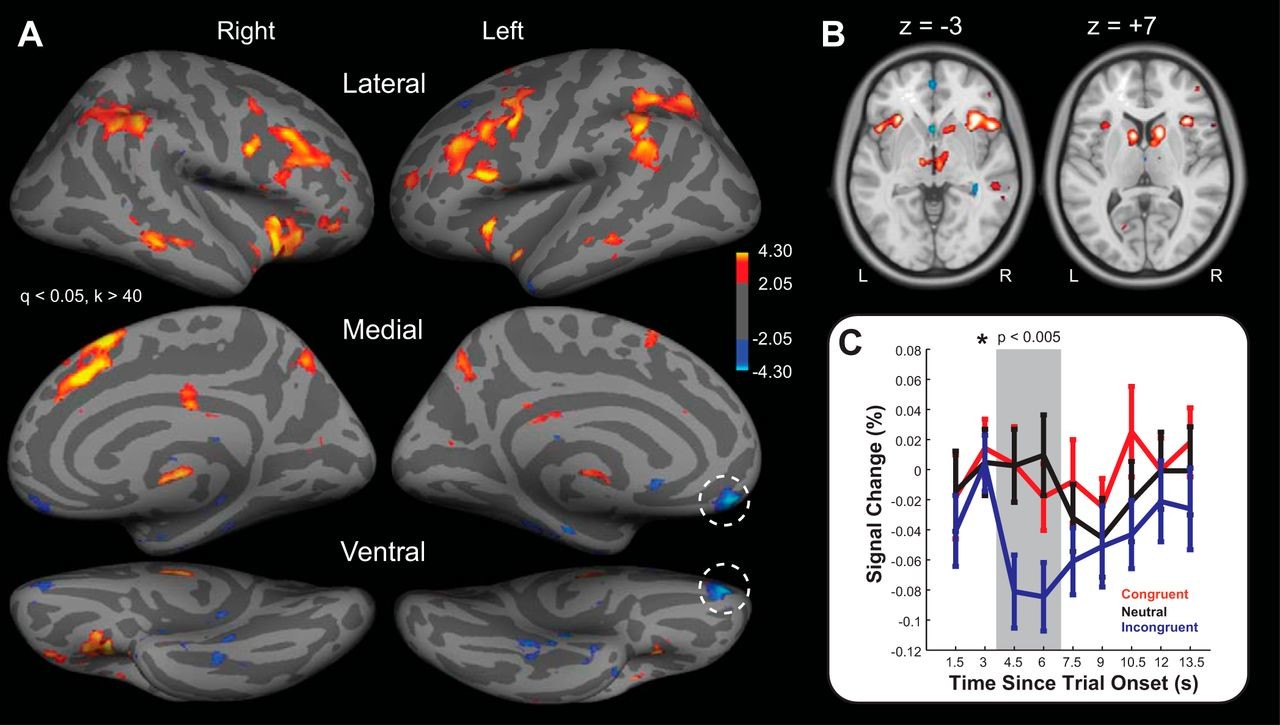 A
Right
Left
Lateral
q < 0.05, k > 40
4.30
2.05
-2.05
-4.30
Medial
Ventral
B
z = -3
z = +7
L
R
L
R
C
* p < 0.005
0.08
0.06
0.04
0.02
0
-0.02
-0.04
-0.06
-0.08
-0.1
-0.12
Signal Change (%)
Congruent
Neutral
Incongruent
1.5 3 4.5 6 7.5 9 10.5 12 13.5
Time Since Trial Onset (s)